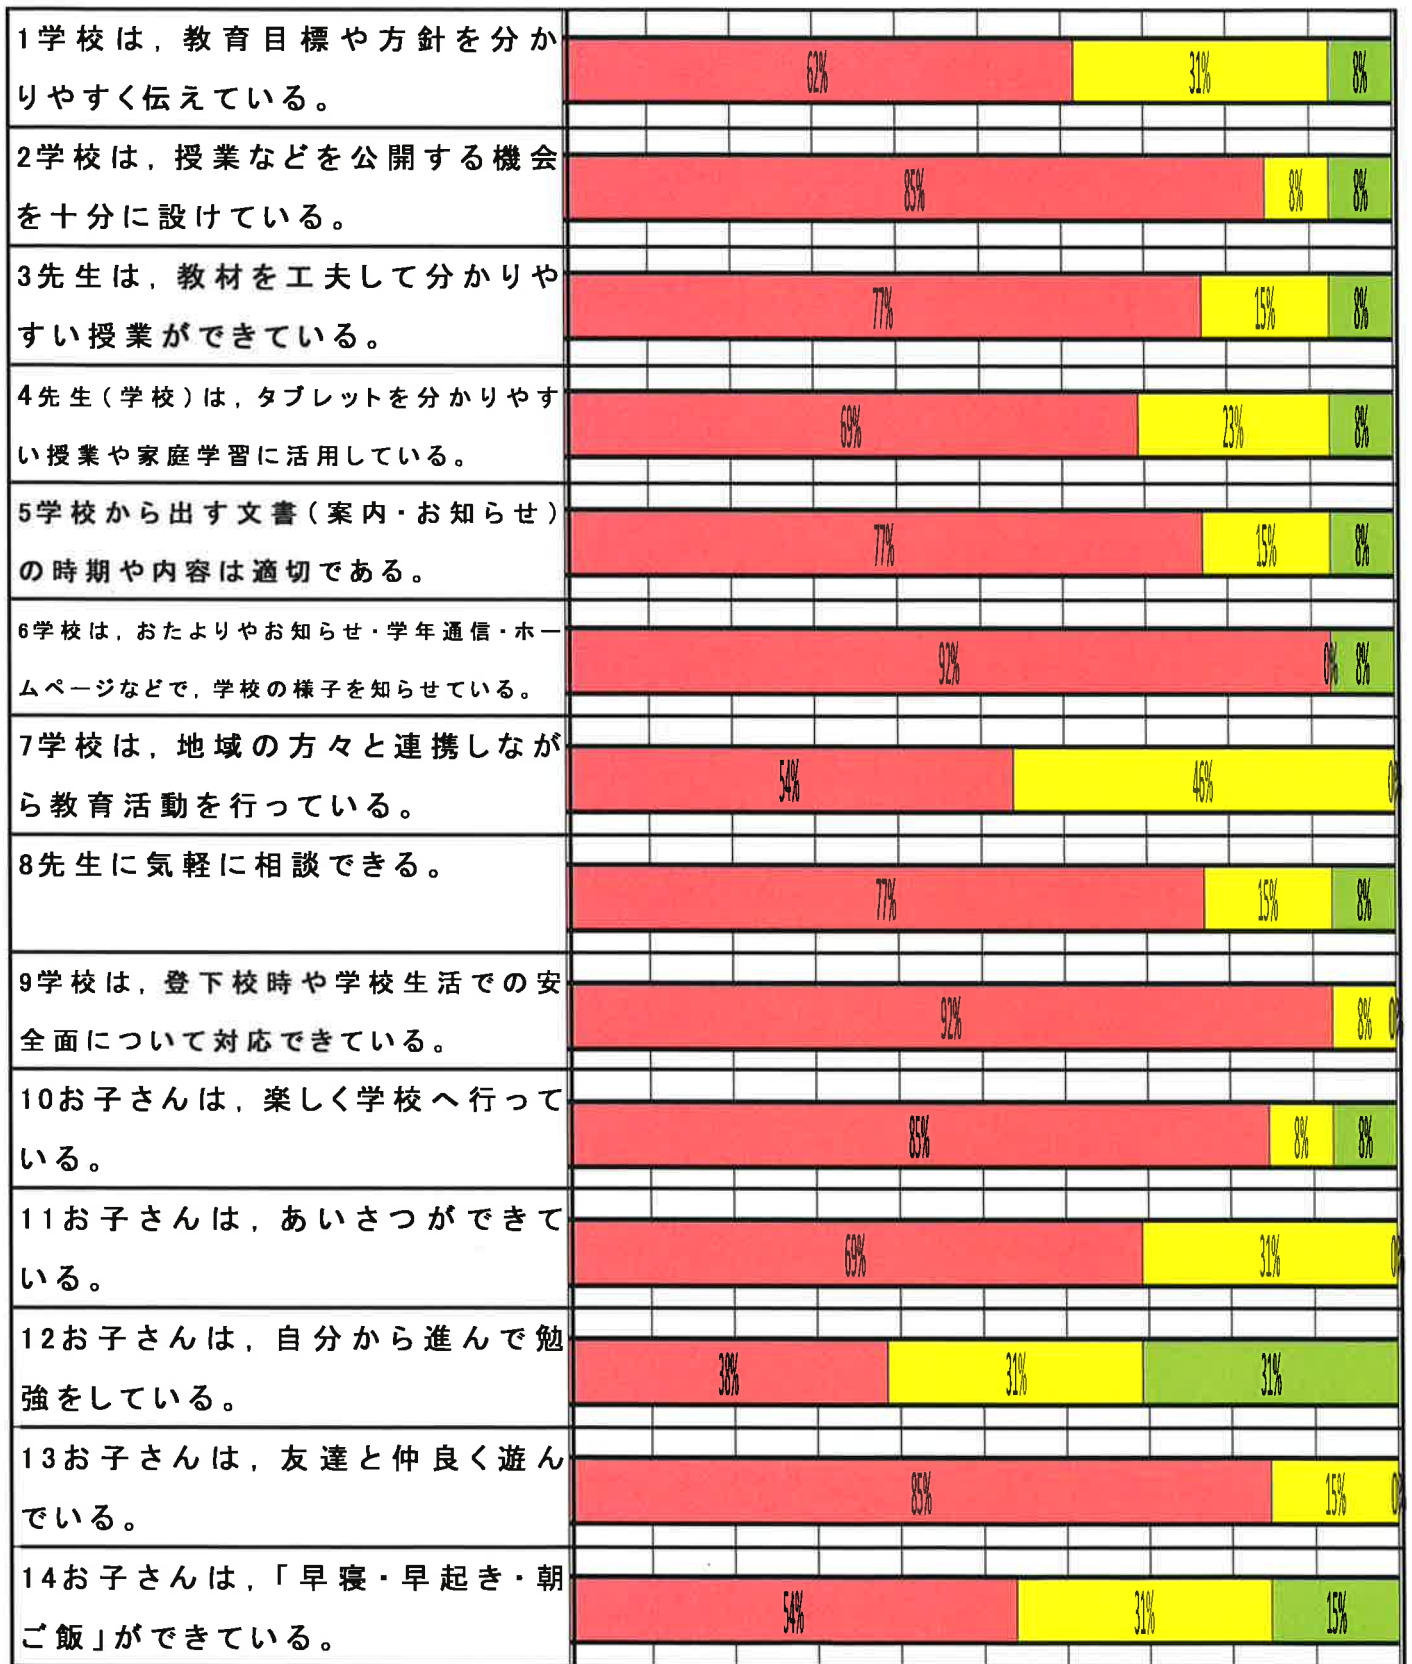 1学校は，教育目標や方針を分か
りやすく伝えている。
62% 31% 8%
2学校は，授業などを公開する機会
を十分に設けている。
85% 8% 8%
3先生は，教材を工夫して分かりや
すい授業ができている。
77% 15% 8%
4先生（学校）は，タブレットを分かりやす
い授業や家庭学習に活用している。
69% 23% 8%
5学校から出す文書（案内・お知らせ）
の時期や内容は適切である。
77% 15% 8%
6学校は，おたよりやお知らせ・学年通信・ホー
ムページなどで，学校の様子を知らせている。
92% 0% 8%
7学校は，地域の方々と連携しなが
ら教育活動を行っている。
54% 46% 0%
8先生に気軽に相談できる。
77% 15% 8%
9学校は，登下校時や学校生活での安
全面について対応できている。
92% 8% 0%
10お子さんは，楽しく学校へ行って
いる。
85% 8% 8%
11お子さんは，あいさつができて
いる。
69% 31% 0%
12お子さんは，自分から進んで勉
強をしている。
38% 31% 31%
13お子さんは，友達と仲良く遊ん
でいる。
85% 15% 0%
14お子さんは，「早寝・早起き・朝
ご飯」ができている。
54% 31% 15%